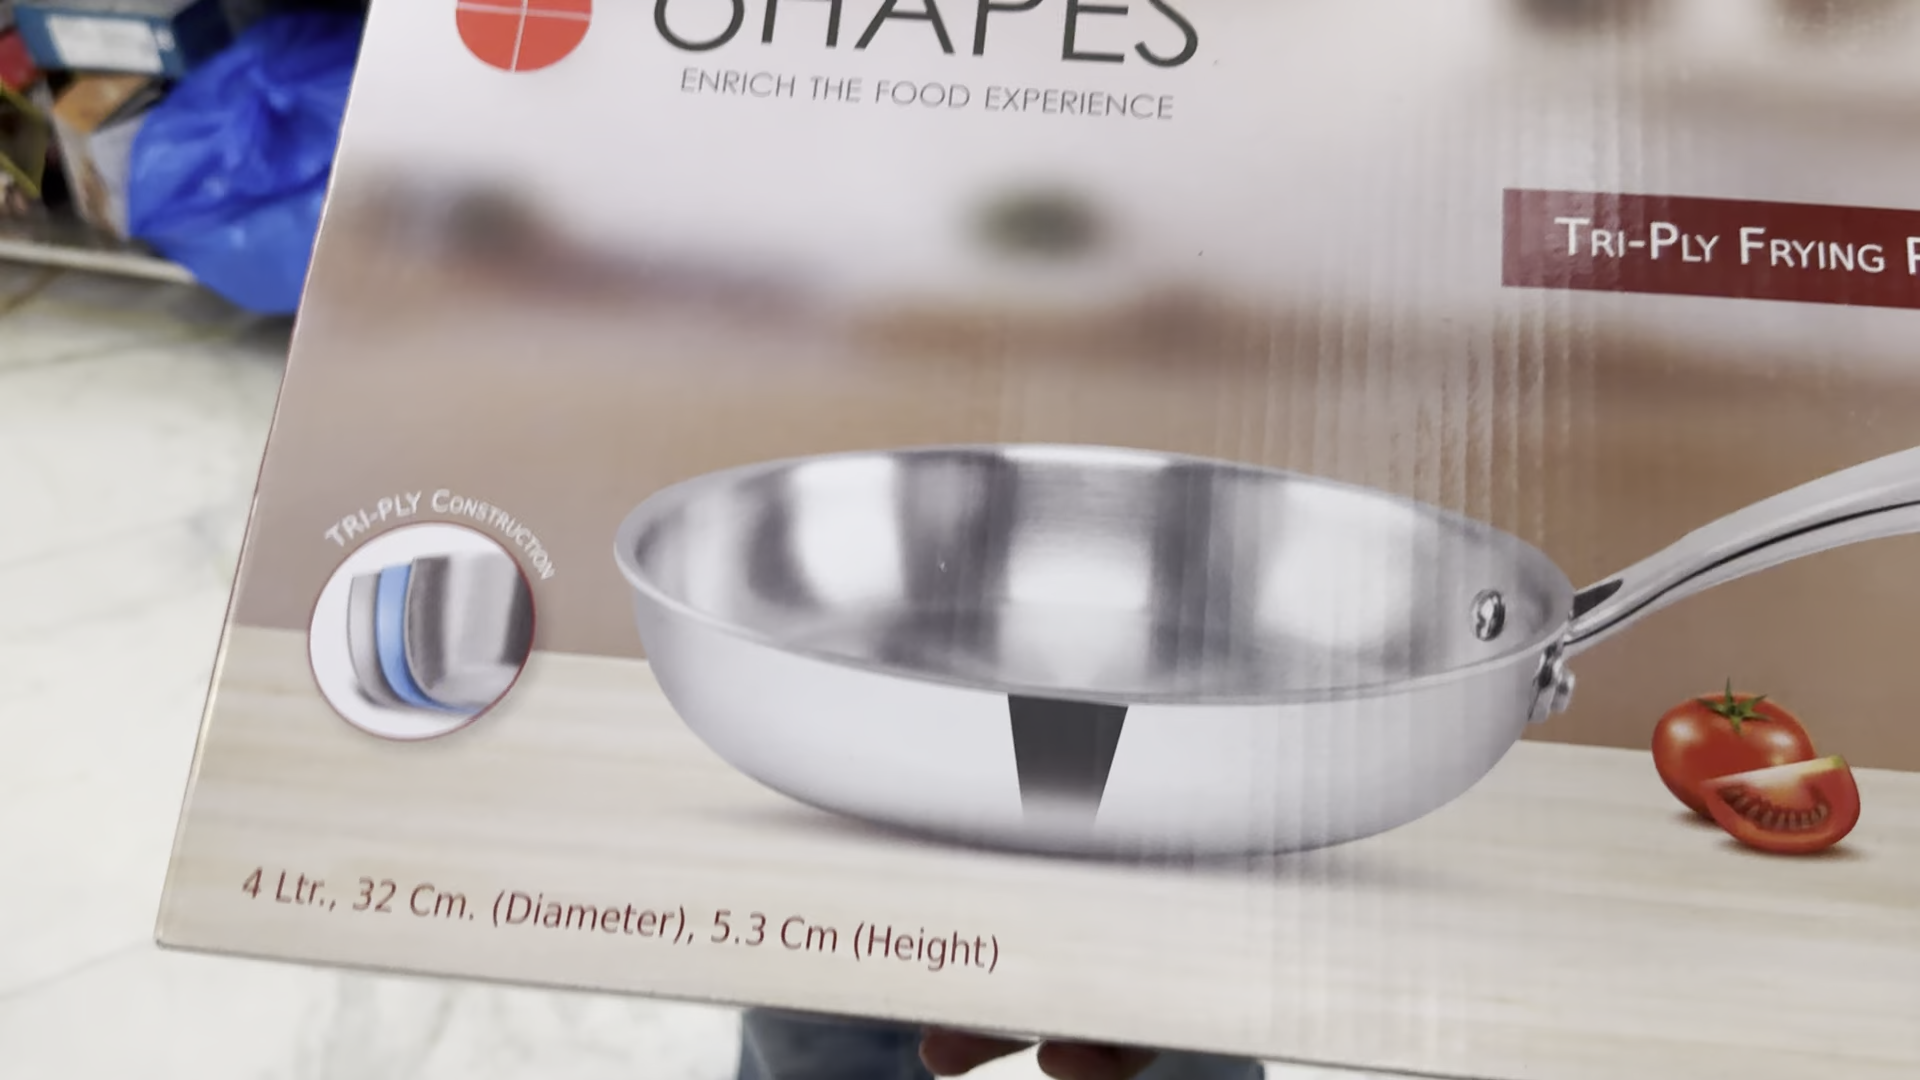 SHAPES
ENRICH THE FOOD EXPERIENCE
TRI-PLY FRYING
TRI-PLY CONSTRUCTION
4 Ltr., 32 Cm. (Diameter), 5.3 Cm (Height)